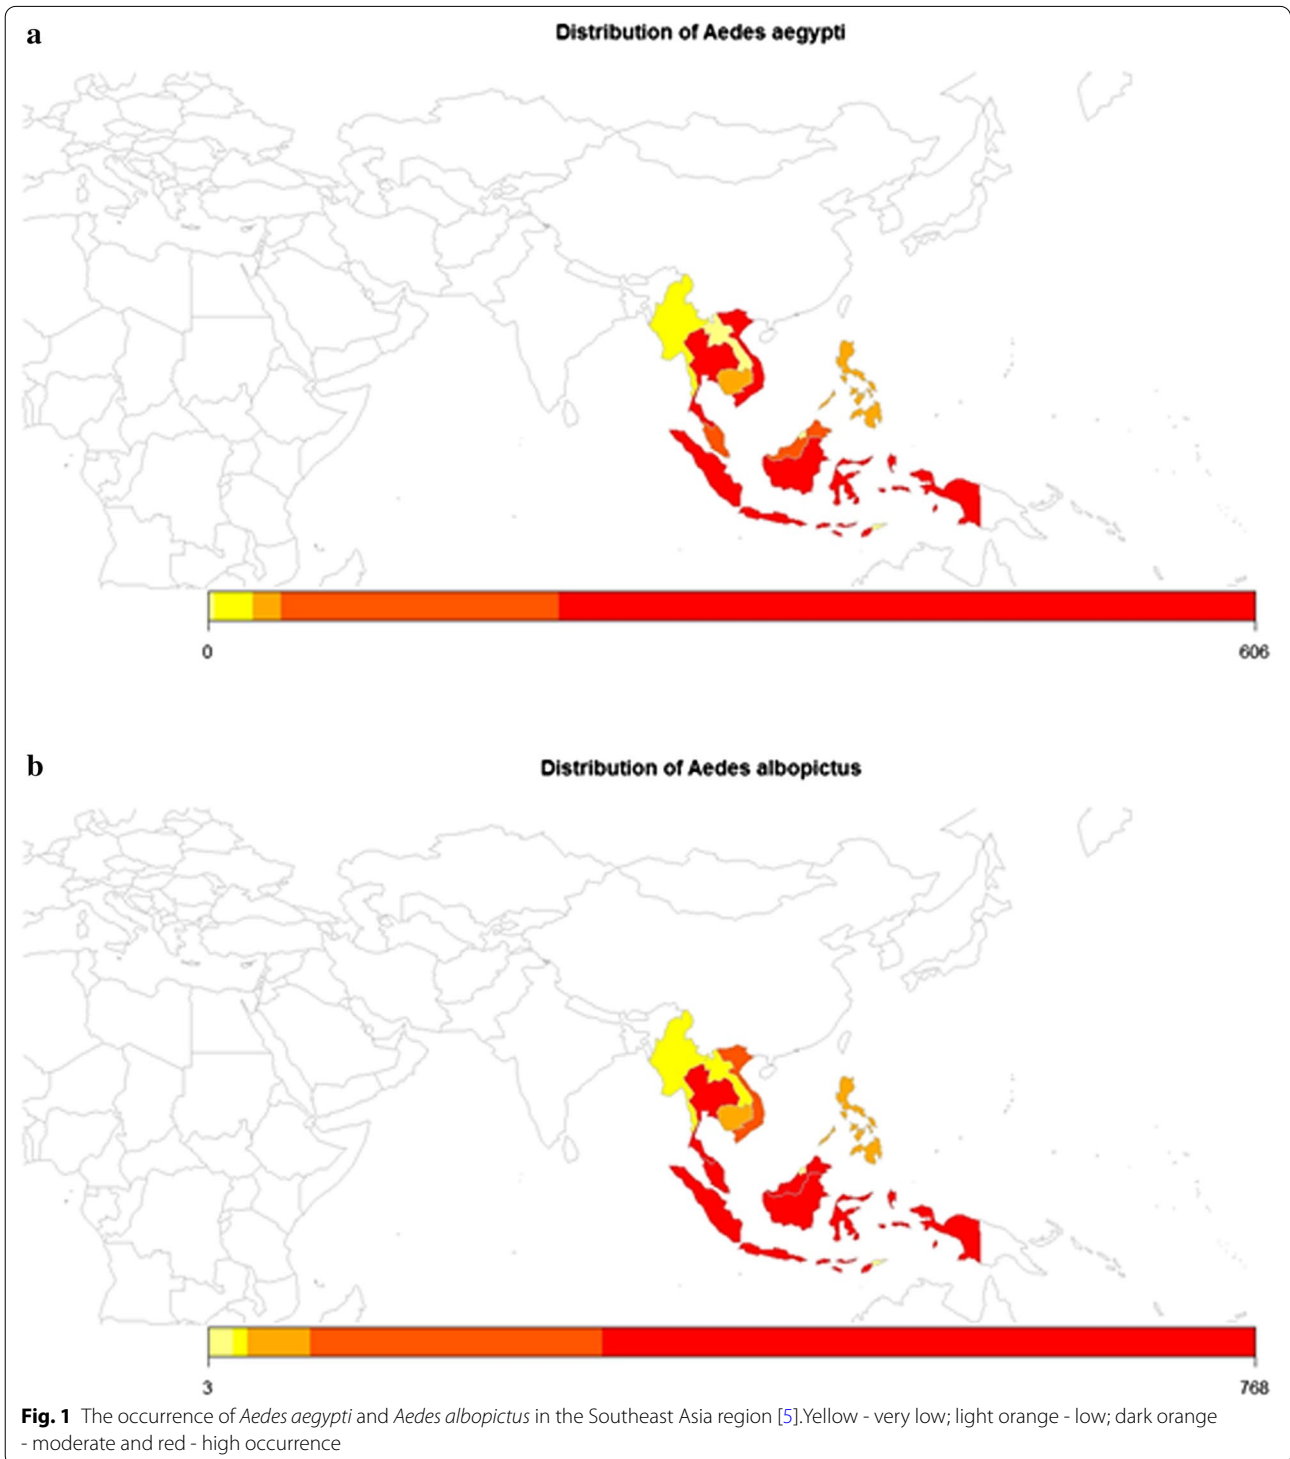 a
Distribution of Aedes aegypti
0
606
b
Distribution of Aedes albopictus
3
768
Fig. 1 The occurrence of Aedes aegypti and Aedes albopictus in the Southeast Asia region [5].Yellow - very low; light orange - low; dark orange
- moderate and red - high occurrence